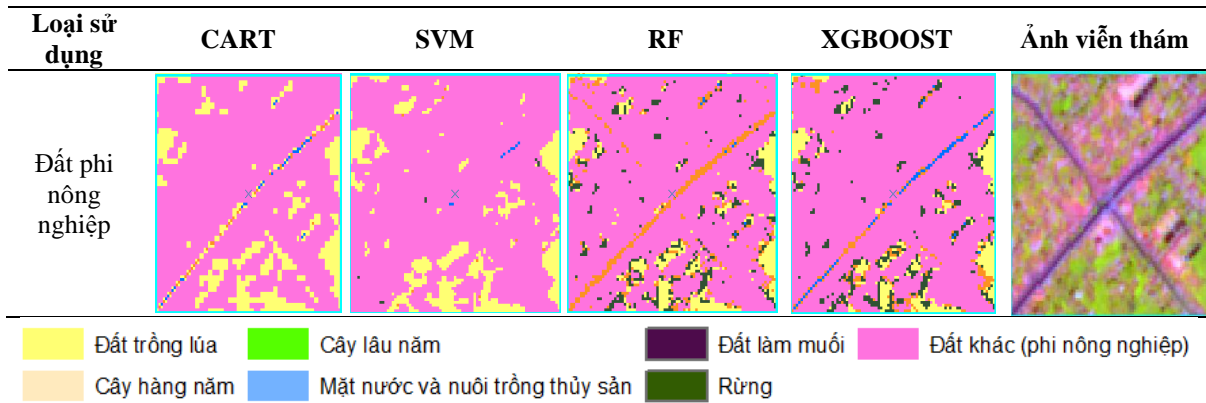 Loại sử dụng
CART
SVM
RF
XGBOOST
Ảnh viễn thám
Đất phi
nông
nghiệp
Đất trồng lúa
Cây lâu năm
Đất làm muối
Đất khác (phi nông nghiệp)
Cây hàng năm
Mặt nước và nuôi trồng thủy sản
Rừng